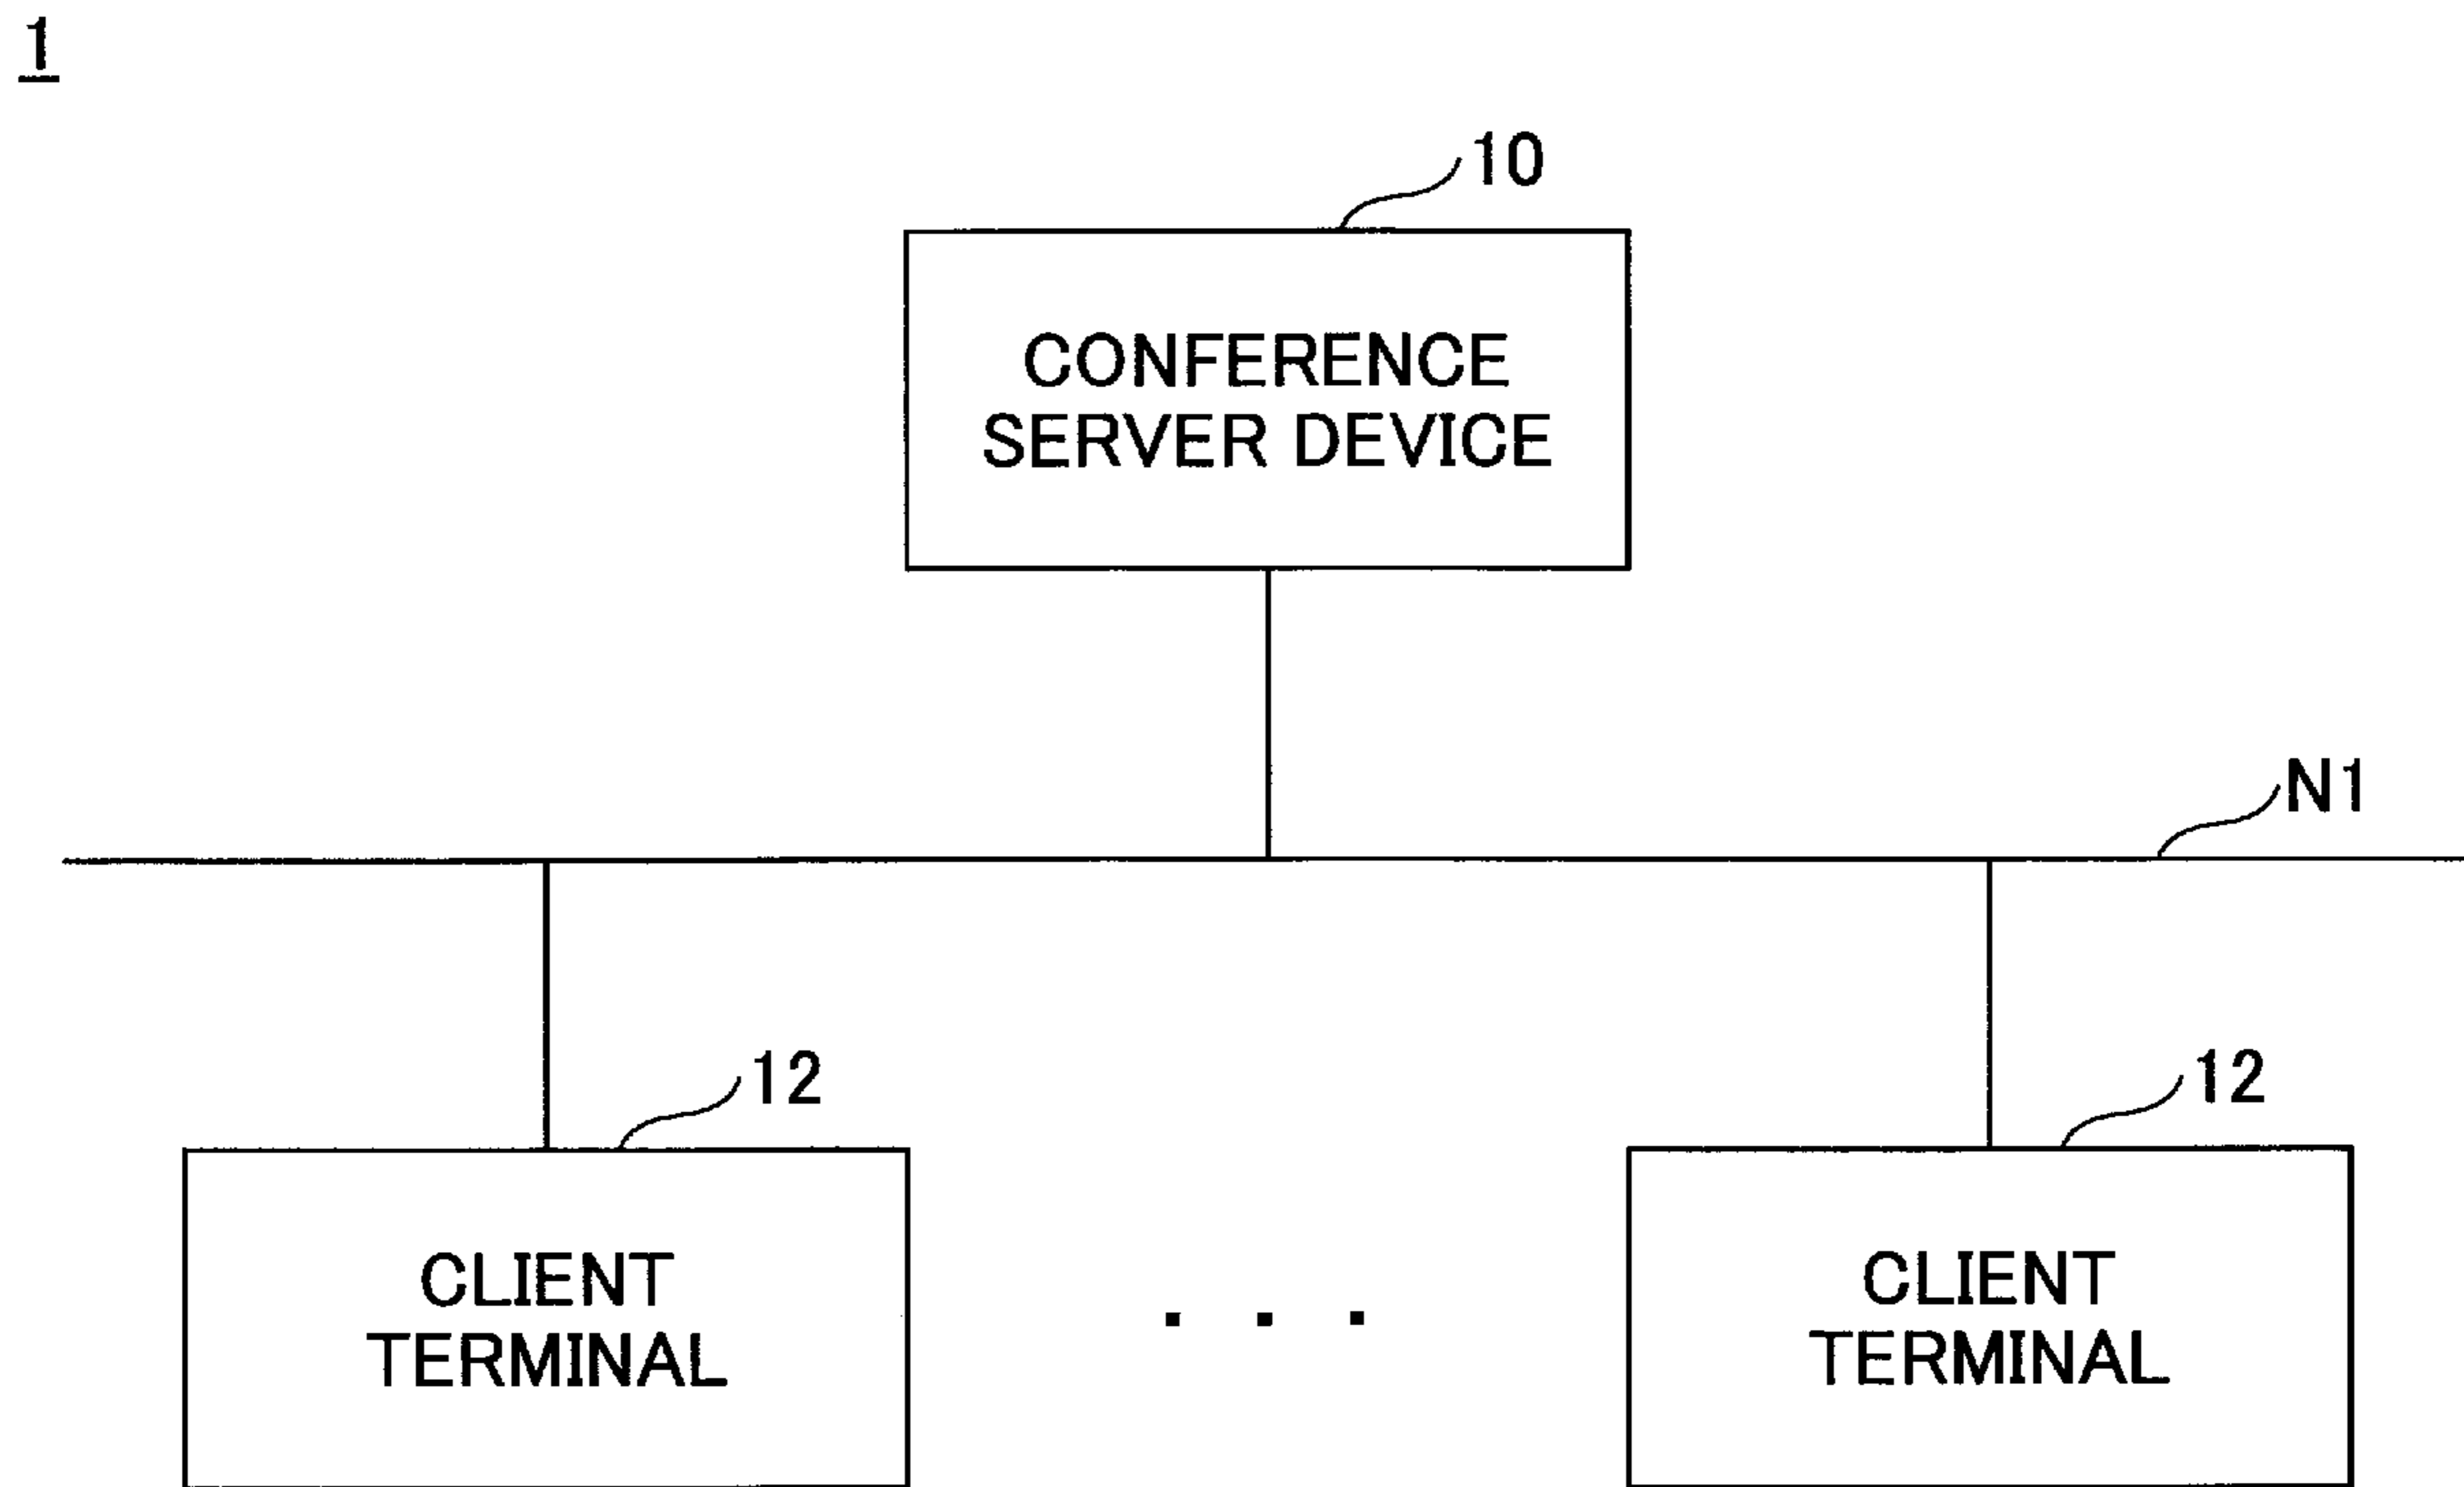 1
10
CONFERENCE
SERVER DEVICE
N1
12
12
CLIENT
TERMINAL
. . .
CLIENT
TERMINAL